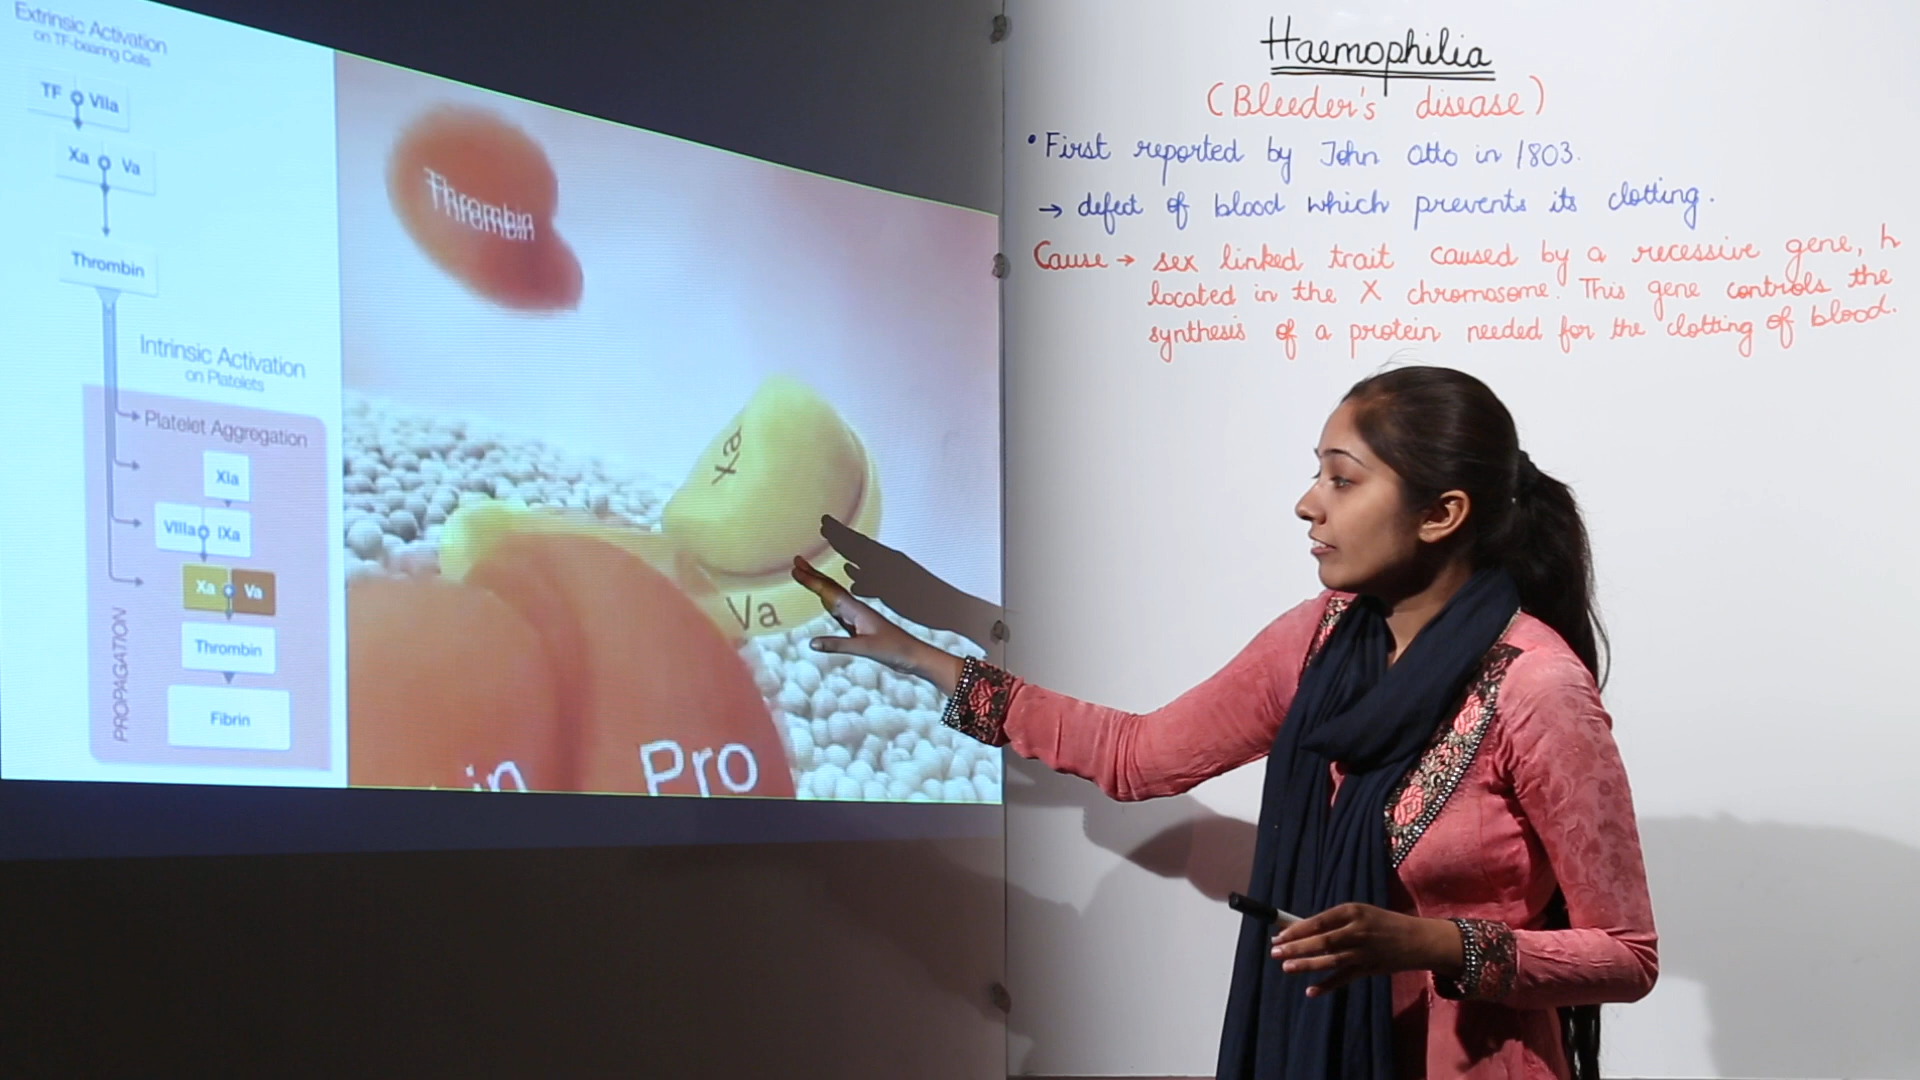 Extrinsic Activation
on TF-bearing Cells
TF VIIa
Xa Va
Thrombin
Intrinsic Activation
on Platelets
Platelet Aggregation
XIa
VIIIa IXa
Xa Va
Thrombin
Fibrin
PROPAGATION
Thrombin
Xa
Va
in Pro
Haemophilia
(Bleeder's disease)
• First reported by John Otto in 1803.
→ defect of blood which prevents its clotting.
Cause → sex linked trait caused by a recessive gene, h
located in the X chromosome. This gene controls the
synthesis of a protein needed for the clotting of blood.